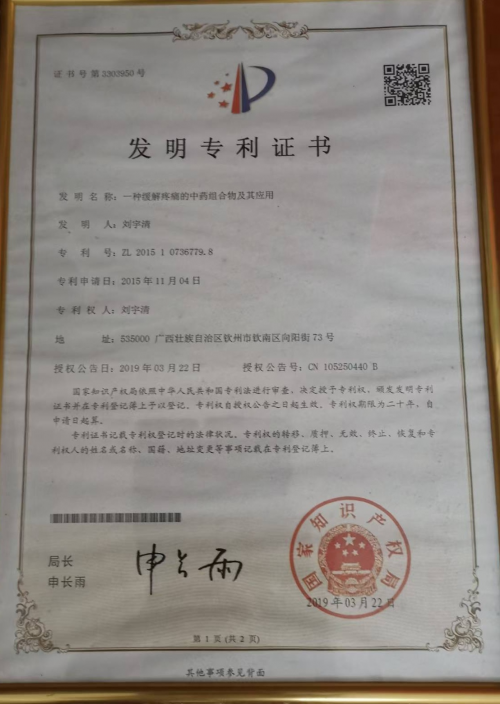 证书号第3303950号
发明专利证书
发明名称：一种缓解疼痛的中药组合物及其应用
发明人：刘宇清
专利号：ZL 2015 1 0736779.8
专利申请日：2015年11月04日
专利权人：刘宇清
地址：535000 广西壮族自治区钦州市钦南区向阳街73号
授权公告日：2019年03月22日 授权公告号：CN 105250440 B
国家知识产权局依照中华人民共和国专利法进行审查，决定授予专利权，颁发发明专利
证书并在专利登记簿上予以登记。专利权自授权公告之日起生效。专利权期限为二十年，自
申请日起算。
专利证书记载专利权登记时的法律状况。专利权的转移、质押、无效、终止、恢复和专
利权人的姓名或名称、国籍、地址变更等事项记载在专利登记簿上。
局长
申长雨
申长雨
国家知识产权局
2019年03月22日
第1页（共2页）
其他事项参见背面